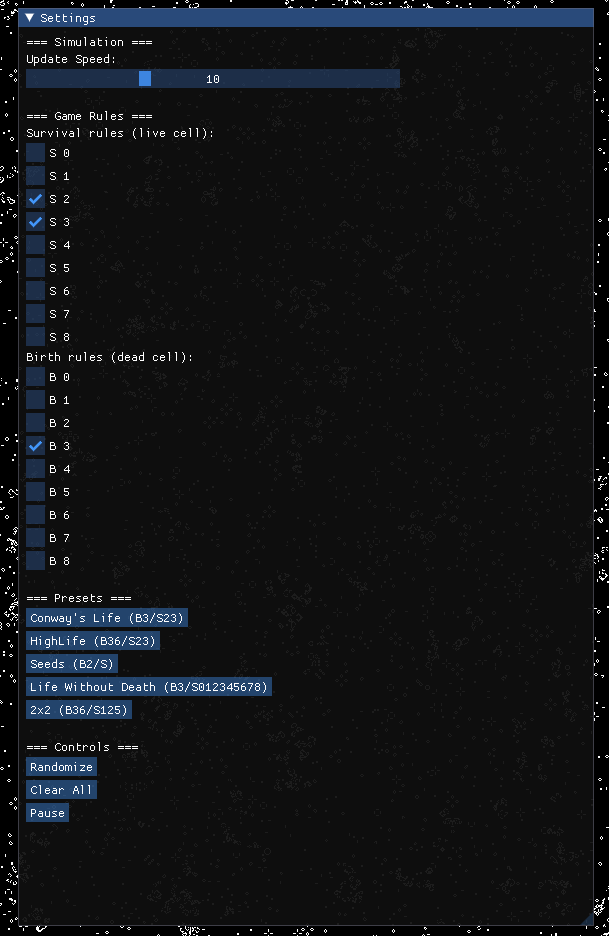 Settings
=== Simulation ===
Update Speed:
10
=== Game Rules ===
Survival rules (live cell):
S 0
S 1
S 2
S 3
S 4
S 5
S 6
S 7
S 8
Birth rules (dead cell):
B 0
B 1
B 2
B 3
B 4
B 5
B 6
B 7
B 8
=== Presets ===
Conway's Life (B3/S23)
HighLife (B36/S23)
Seeds (B2/S)
Life Without Death (B3/S012345678)
2x2 (B36/S125)
=== Controls ===
Randomize
Clear All
Pause